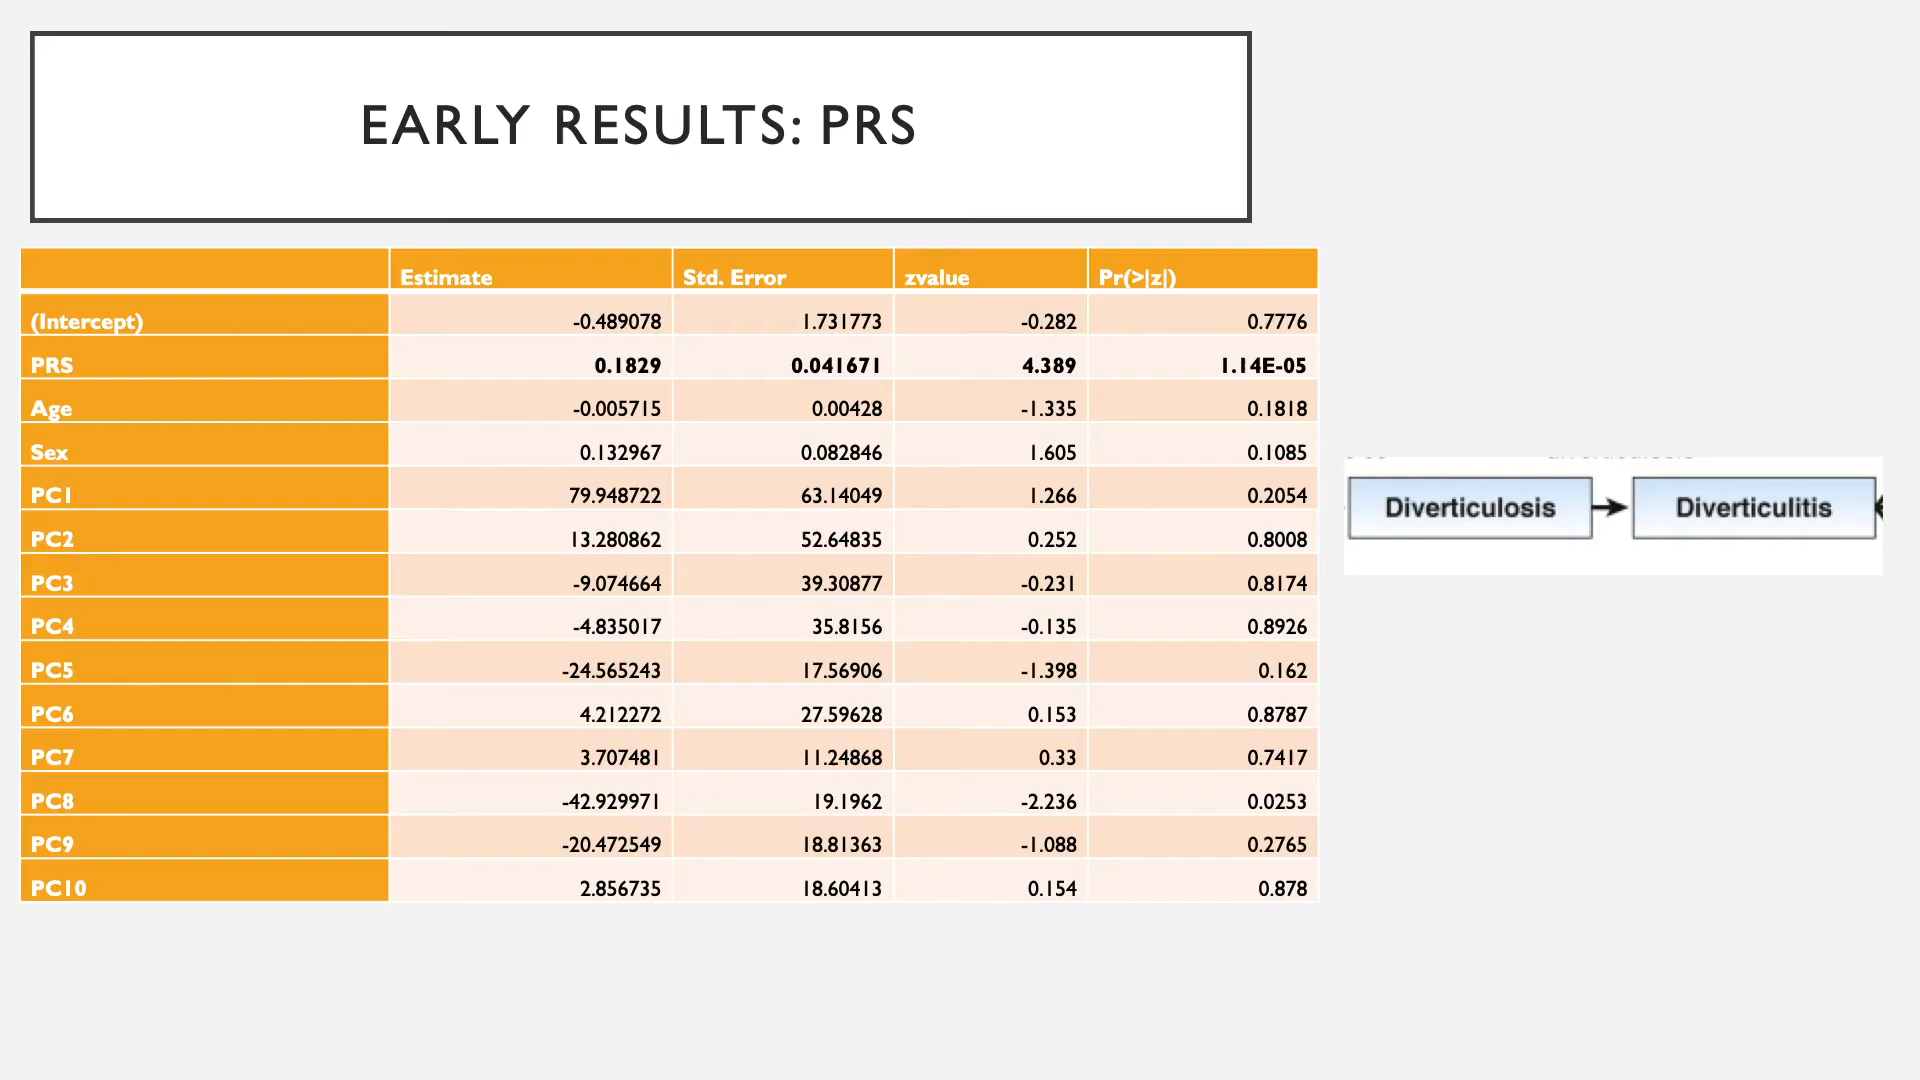 EARLY RESULTS: PRS
Estimate Std. Error zvalue Pr(>|z|)
(Intercept) -0.489078 1.731773 -0.282 0.7776
PRS 0.1829 0.041671 4.389 1.14E-05
Age -0.005715 0.00428 -1.335 0.1818
Sex 0.132967 0.082846 1.605 0.1085
PC1 79.948722 63.14049 1.266 0.2054
PC2 13.280862 52.64835 0.252 0.8008
PC3 -9.074664 39.30877 -0.231 0.8174
PC4 -4.835017 35.8156 -0.135 0.8926
PC5 -24.565243 17.56906 -1.398 0.162
PC6 4.212272 27.59628 0.153 0.8787
PC7 3.707481 11.24868 0.33 0.7417
PC8 -42.929971 19.1962 -2.236 0.0253
PC9 -20.472549 18.81363 -1.088 0.2765
PC10 2.856735 18.60413 0.154 0.878
Diverticulosis Diverticulitis